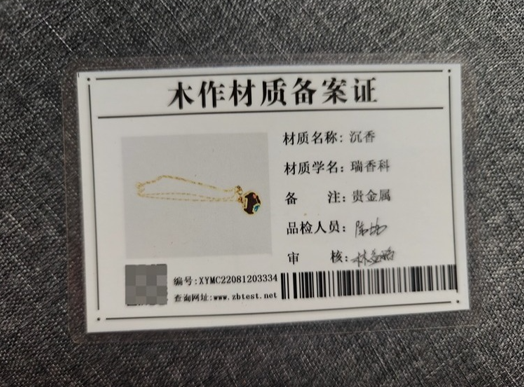 木作材质备案证
材质名称: 沉香
材质学名: 瑞香科
备 注: 贵金属
品检人员:
审 核:
编号:XYMC22081203334
查询网址:www.zbtest.net